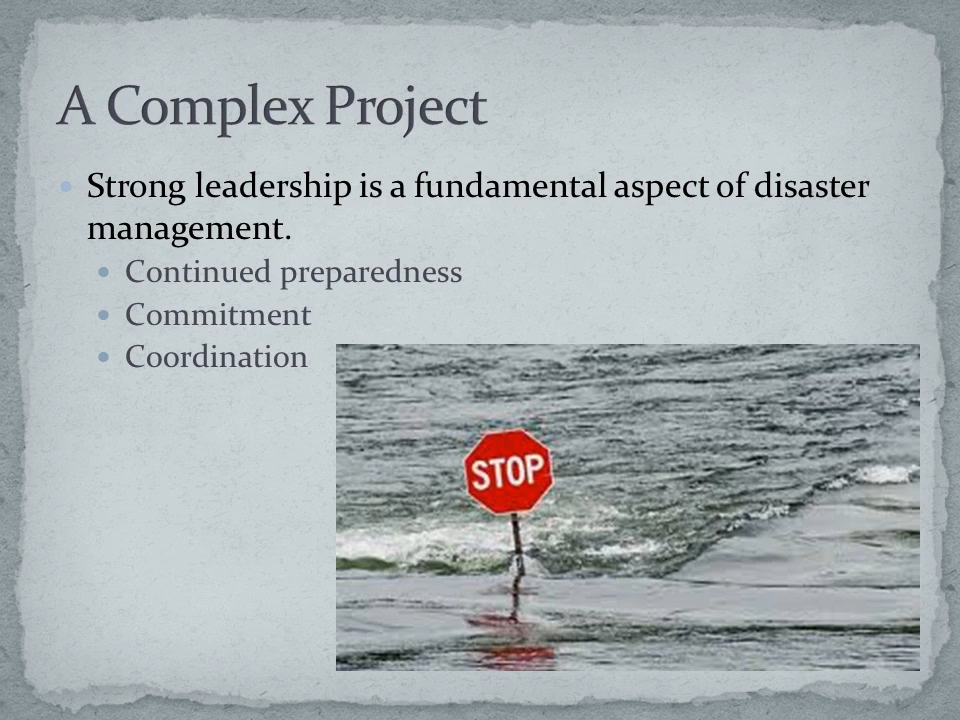 A Complex Project
Strong leadership is a fundamental aspect of disaster
management.
Continued preparedness
Commitment
Coordination
STOP